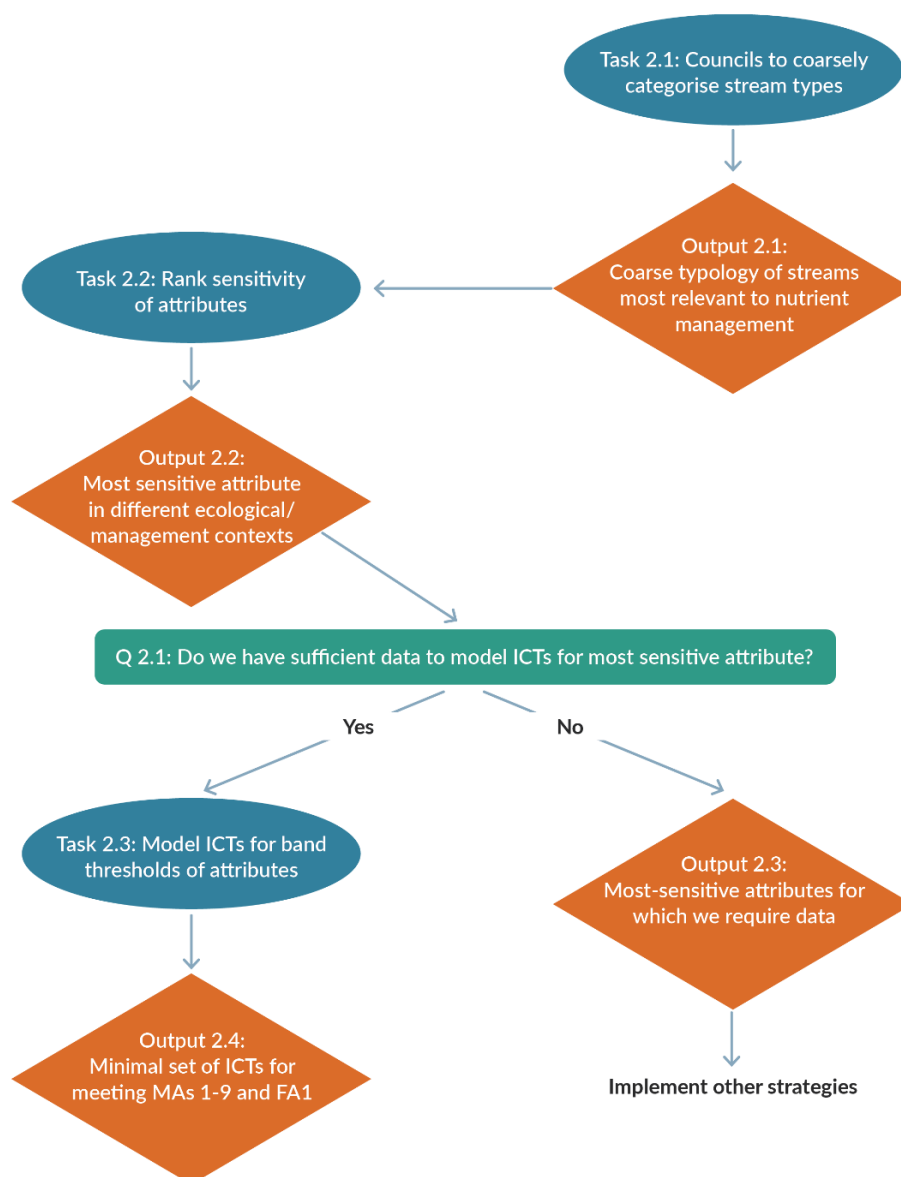 Task 2.1: Councils to coarsely
categorise stream types
Output 2.1:
Coarse typology of streams
most relevant to nutrient
management
Task 2.2: Rank sensitivity
of attributes
Output 2.2:
Most sensitive attribute
in different ecological/
management contexts
Q 2.1: Do we have sufficient data to model ICTs for most sensitive attribute?
Yes
No
Task 2.3: Model ICTs for band
thresholds of attributes
Output 2.3:
Most-sensitive attributes for
which we require data
Output 2.4:
Minimal set of ICTs for
meeting MAs 1-9 and FA1
Implement other strategies